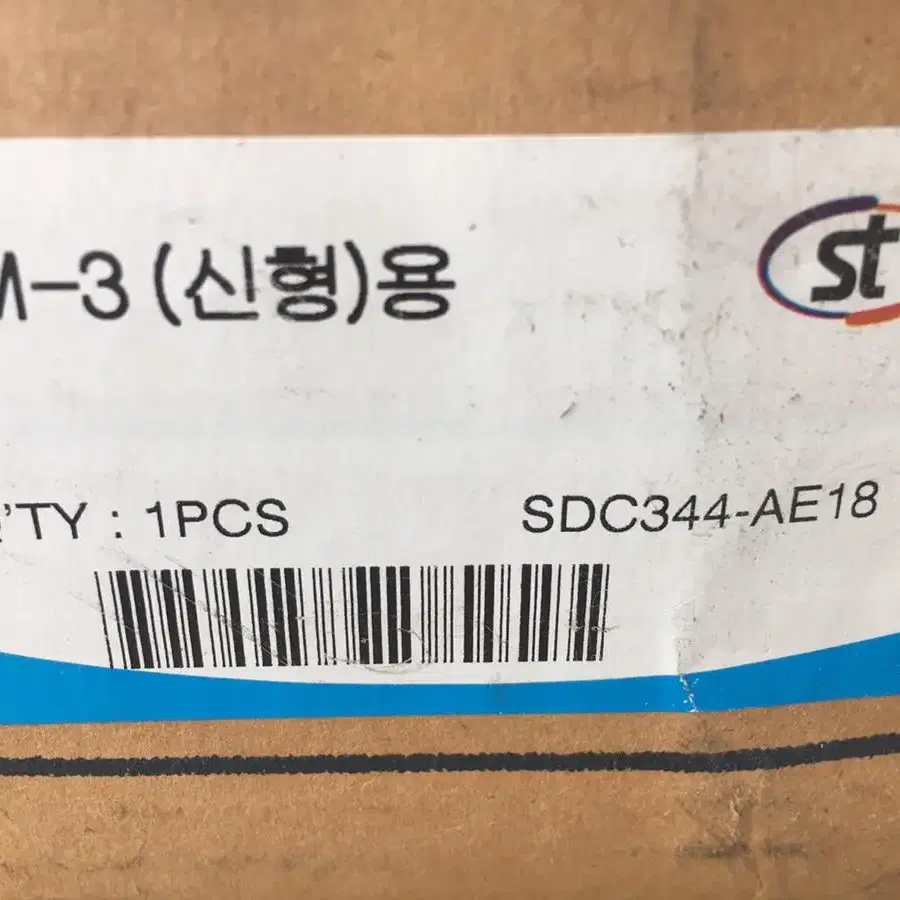 M-3 (신형)용
st
Q'TY : 1PCS
SDC344-AE18